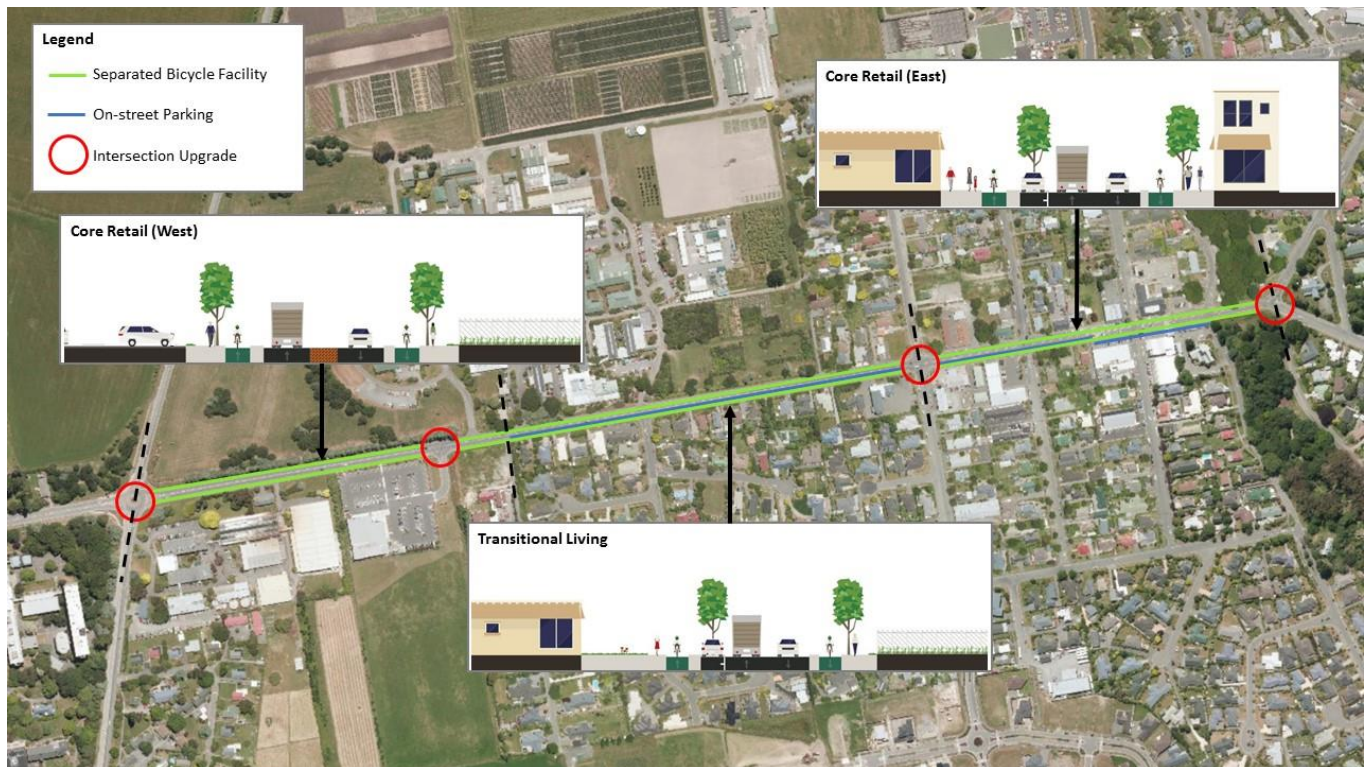 Legend
Separated Bicycle Facility
On-street Parking
Intersection Upgrade
Core Retail (East)
Core Retail (West)
Transitional Living